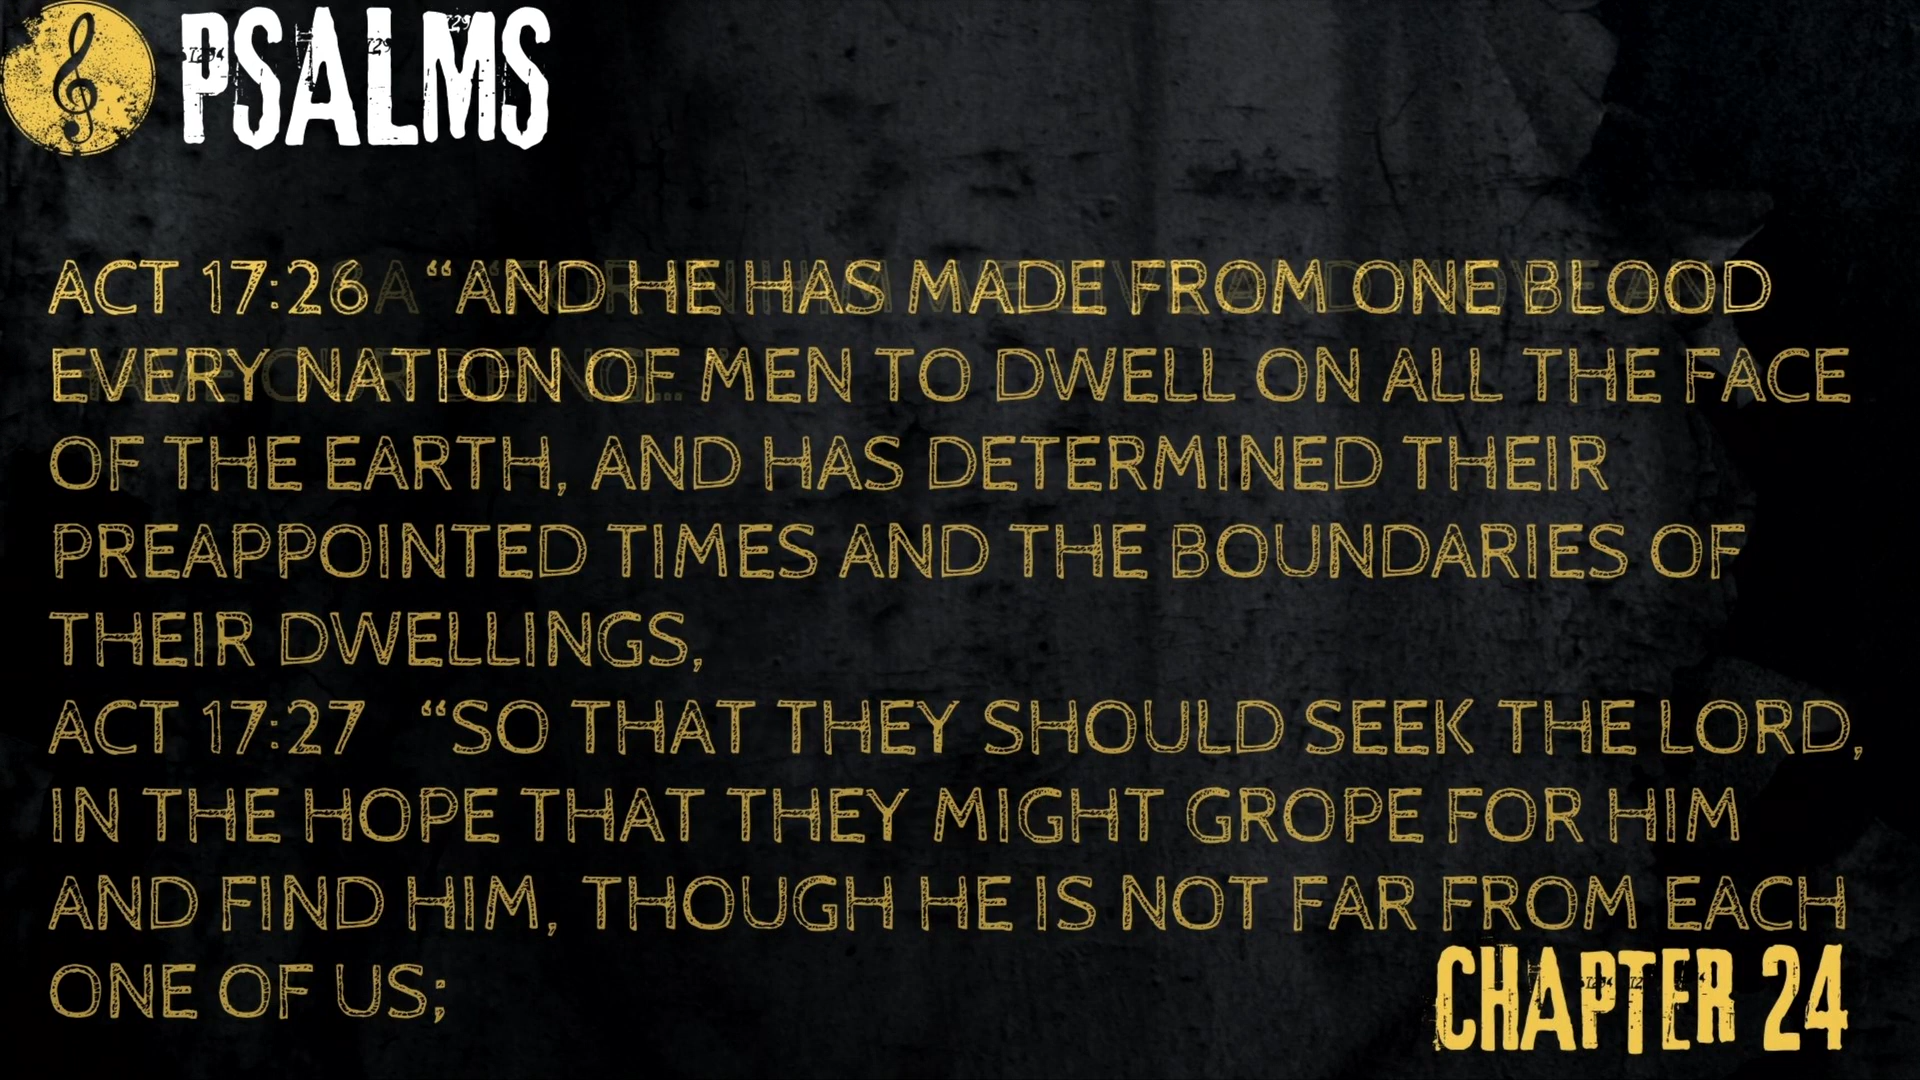 PSALMS
ACT 17:26 “AND HE HAS MADE FROM ONE BLOOD
EVERY NATION OF MEN TO DWELL ON ALL THE FACE
OF THE EARTH, AND HAS DETERMINED THEIR
PREAPPOINTED TIMES AND THE BOUNDARIES OF
THEIR DWELLINGS,
ACT 17:27 “SO THAT THEY SHOULD SEEK THE LORD,
IN THE HOPE THAT THEY MIGHT GROPE FOR HIM
AND FIND HIM, THOUGH HE IS NOT FAR FROM EACH
ONE OF US;
CHAPTER 24